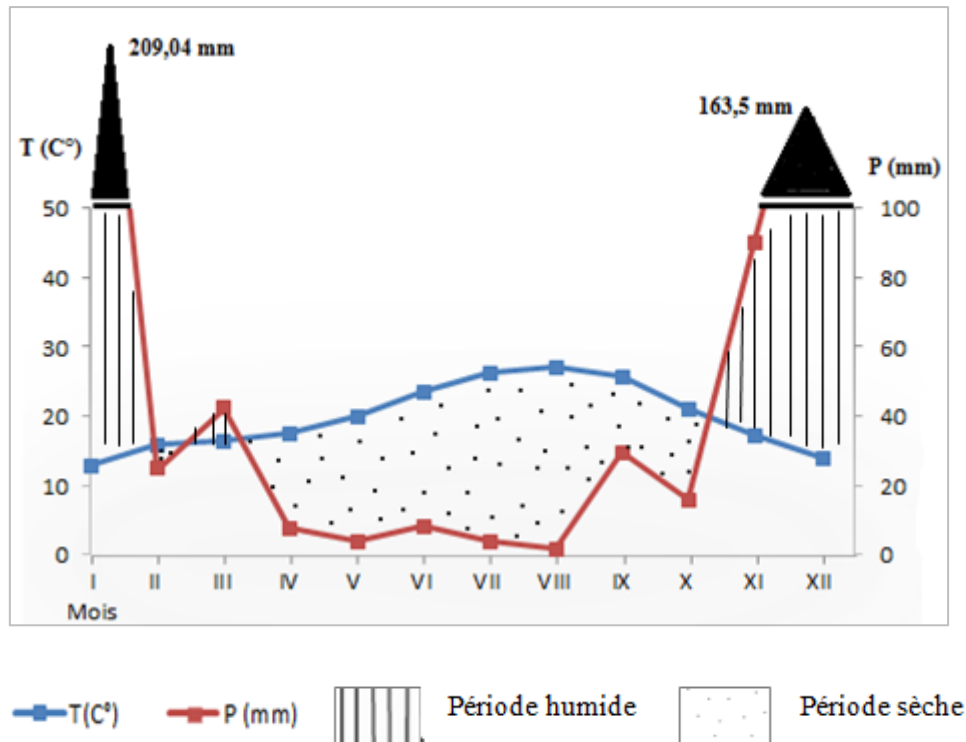 209,04 mm
163,5 mm
T (C°)
P (mm)
50 100
40 80
30 60
20 40
10 20
0 0
I II III IV V VI VII VIII IX X XI XII
Mois
T(C°) P (mm) Période humide Période sèche